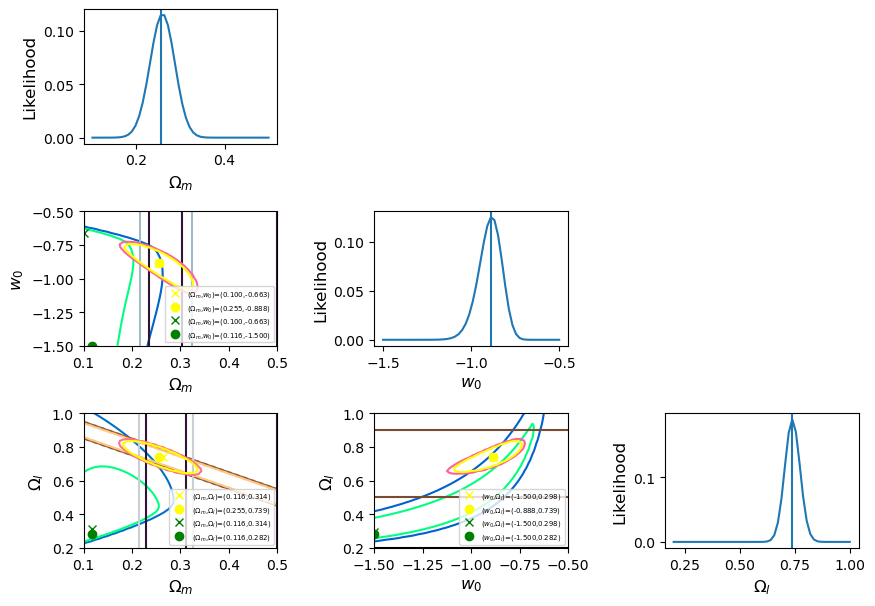 0.10
0.05
0.00
Likelihood
0.2 0.4
Ωm
−0.50
−0.75
−1.00
−1.25
−1.50
w0
(Ωm,w0)=(0.100,-0.663)
(Ωm,w0)=(0.255,-0.888)
(Ωm,w0)=(0.100,-0.663)
(Ωm,w0)=(0.116,-1.500)
0.1 0.2 0.3 0.4 0.5
Ωm
0.10
0.05
0.00
Likelihood
−1.5 −1.0 −0.5
w0
1.0
0.8
0.6
0.4
0.2
Ωl
(Ωm,Ωl)=(0.116,0.314)
(Ωm,Ωl)=(0.255,0.739)
(Ωm,Ωl)=(0.116,0.314)
(Ωm,Ωl)=(0.116,0.282)
0.1 0.2 0.3 0.4 0.5
Ωm
1.0
0.8
0.6
0.4
0.2
Ωl
(w0,Ωl)=(-1.500,0.298)
(w0,Ωl)=(-0.888,0.739)
(w0,Ωl)=(-1.500,0.298)
(w0,Ωl)=(-1.500,0.282)
−1.50 −1.25 −1.00 −0.75 −0.50
w0
0.1
0.0
Likelihood
0.25 0.50 0.75 1.00
Ωl